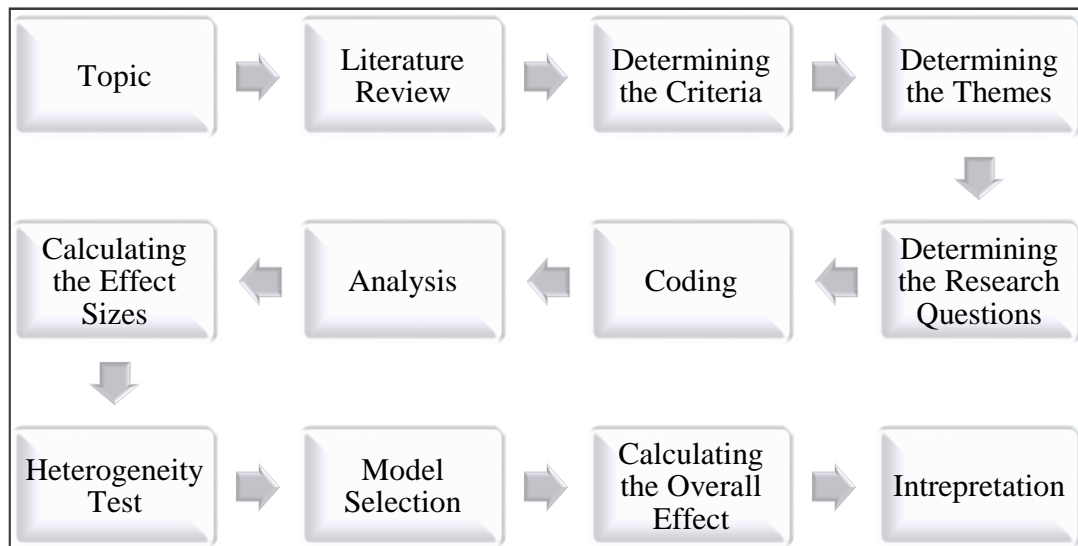 Topic
Literature
Review
Determining
the Criteria
Determining
the Themes
Determining
the Research
Questions
Coding
Analysis
Calculating
the Effect
Sizes
Heterogeneity
Test
Model
Selection
Calculating
the Overall
Effect
Intrepretation